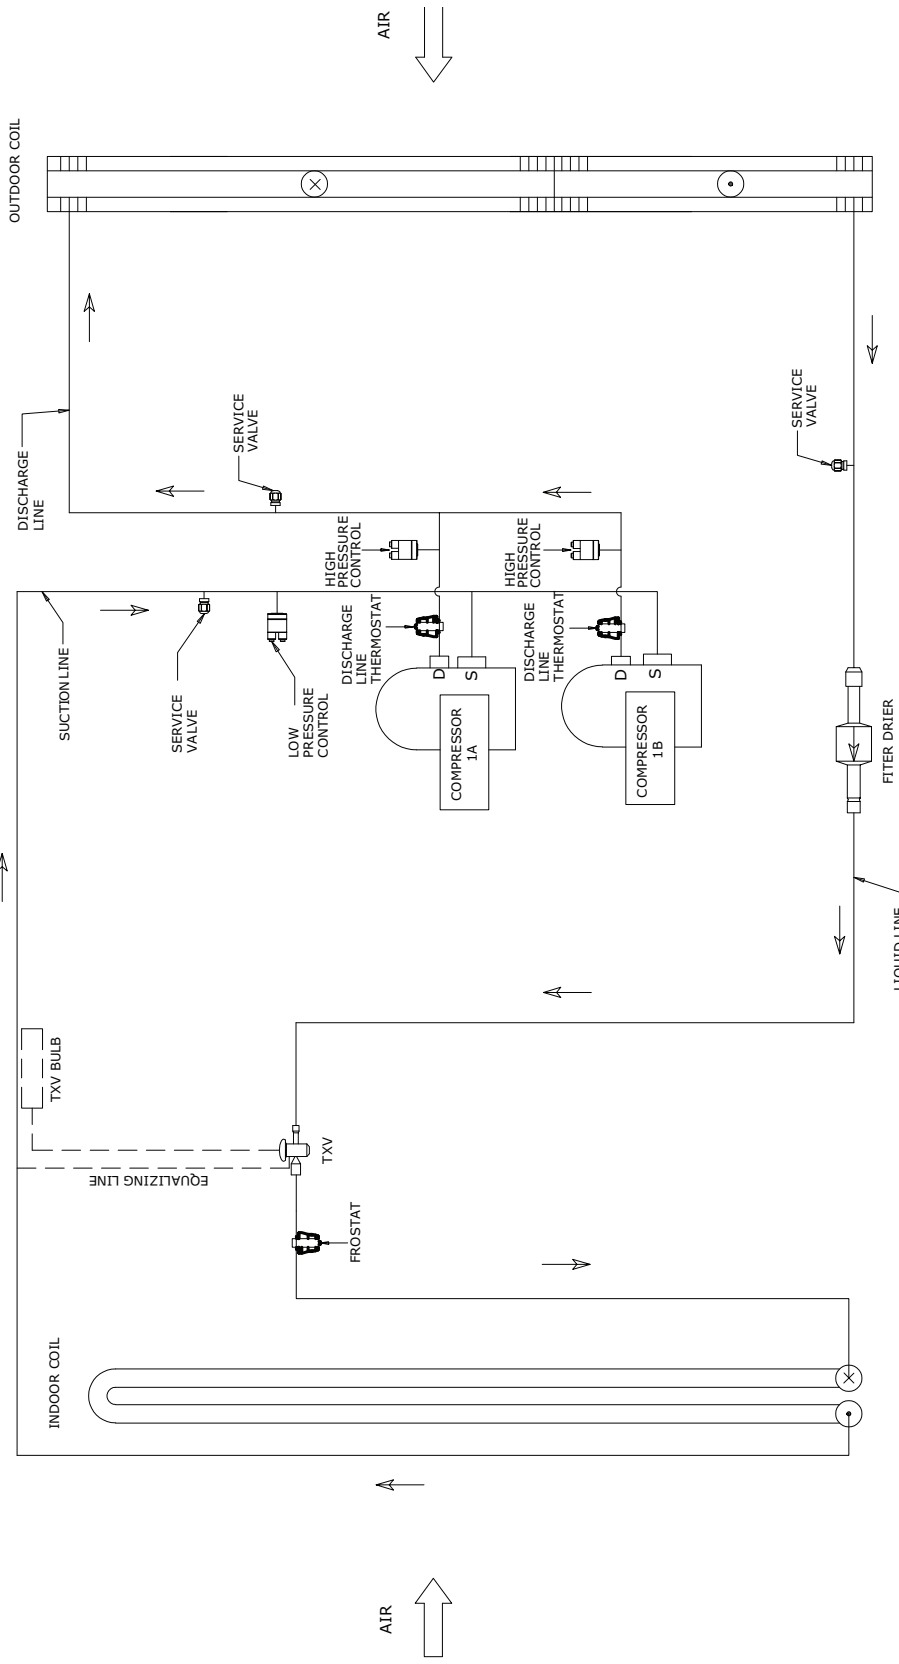 AIR
OUTDOOR COIL
DISCHARGE
LINE
SERVICE
VALVE
SERVICE
VALVE
HIGH
PRESSURE
CONTROL
HIGH
PRESSURE
CONTROL
SUCTION LINE
SERVICE
VALVE
LOW
PRESSURE
CONTROL
DISCHARGE
LINE
THERMOSTAT
DISCHARGE
LINE
THERMOSTAT
D
S
COMPRESSOR
1A
D
S
COMPRESSOR
1B
FITER DRIER
LIQUID LINE
TXV BULB
EQUALIZING LINE
TXV
FROSTAT
INDOOR COIL
AIR